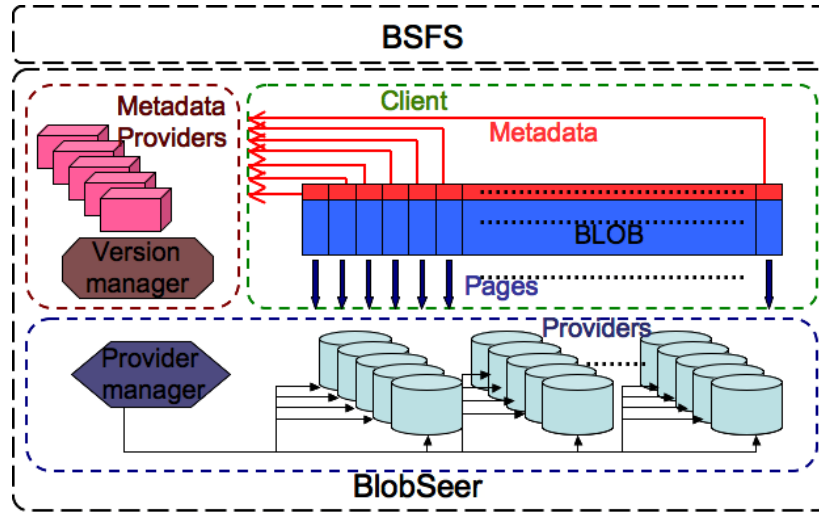 BSFS
Metadata
Providers
Client
Metadata
BLOB
Version
manager
Pages
Providers
Provider
manager
BlobSeer